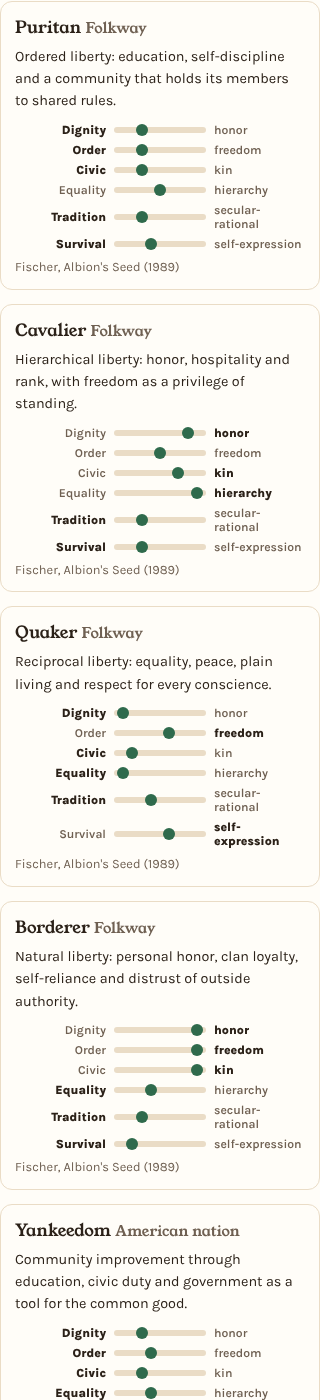 Puritan Folkway
Ordered liberty: education, self-discipline
and a community that holds its members
to shared rules.
Dignity honor
Order freedom
Civic kin
Equality hierarchy
Tradition secular-
rational
Survival self-expression
Fischer, Albion's Seed (1989)
Cavalier Folkway
Hierarchical liberty: honor, hospitality and
rank, with freedom as a privilege of
standing.
Dignity honor
Order freedom
Civic kin
Equality hierarchy
Tradition secular-
rational
Survival self-expression
Fischer, Albion's Seed (1989)
Quaker Folkway
Reciprocal liberty: equality, peace, plain
living and respect for every conscience.
Dignity honor
Order freedom
Civic kin
Equality hierarchy
Tradition secular-
rational
Survival self-
expression
Fischer, Albion's Seed (1989)
Borderer Folkway
Natural liberty: personal honor, clan loyalty,
self-reliance and distrust of outside
authority.
Dignity honor
Order freedom
Civic kin
Equality hierarchy
Tradition secular-
rational
Survival self-expression
Fischer, Albion's Seed (1989)
Yankeedom American nation
Community improvement through
education, civic duty and government as a
tool for the common good.
Dignity honor
Order freedom
Civic kin
Equality hierarchy